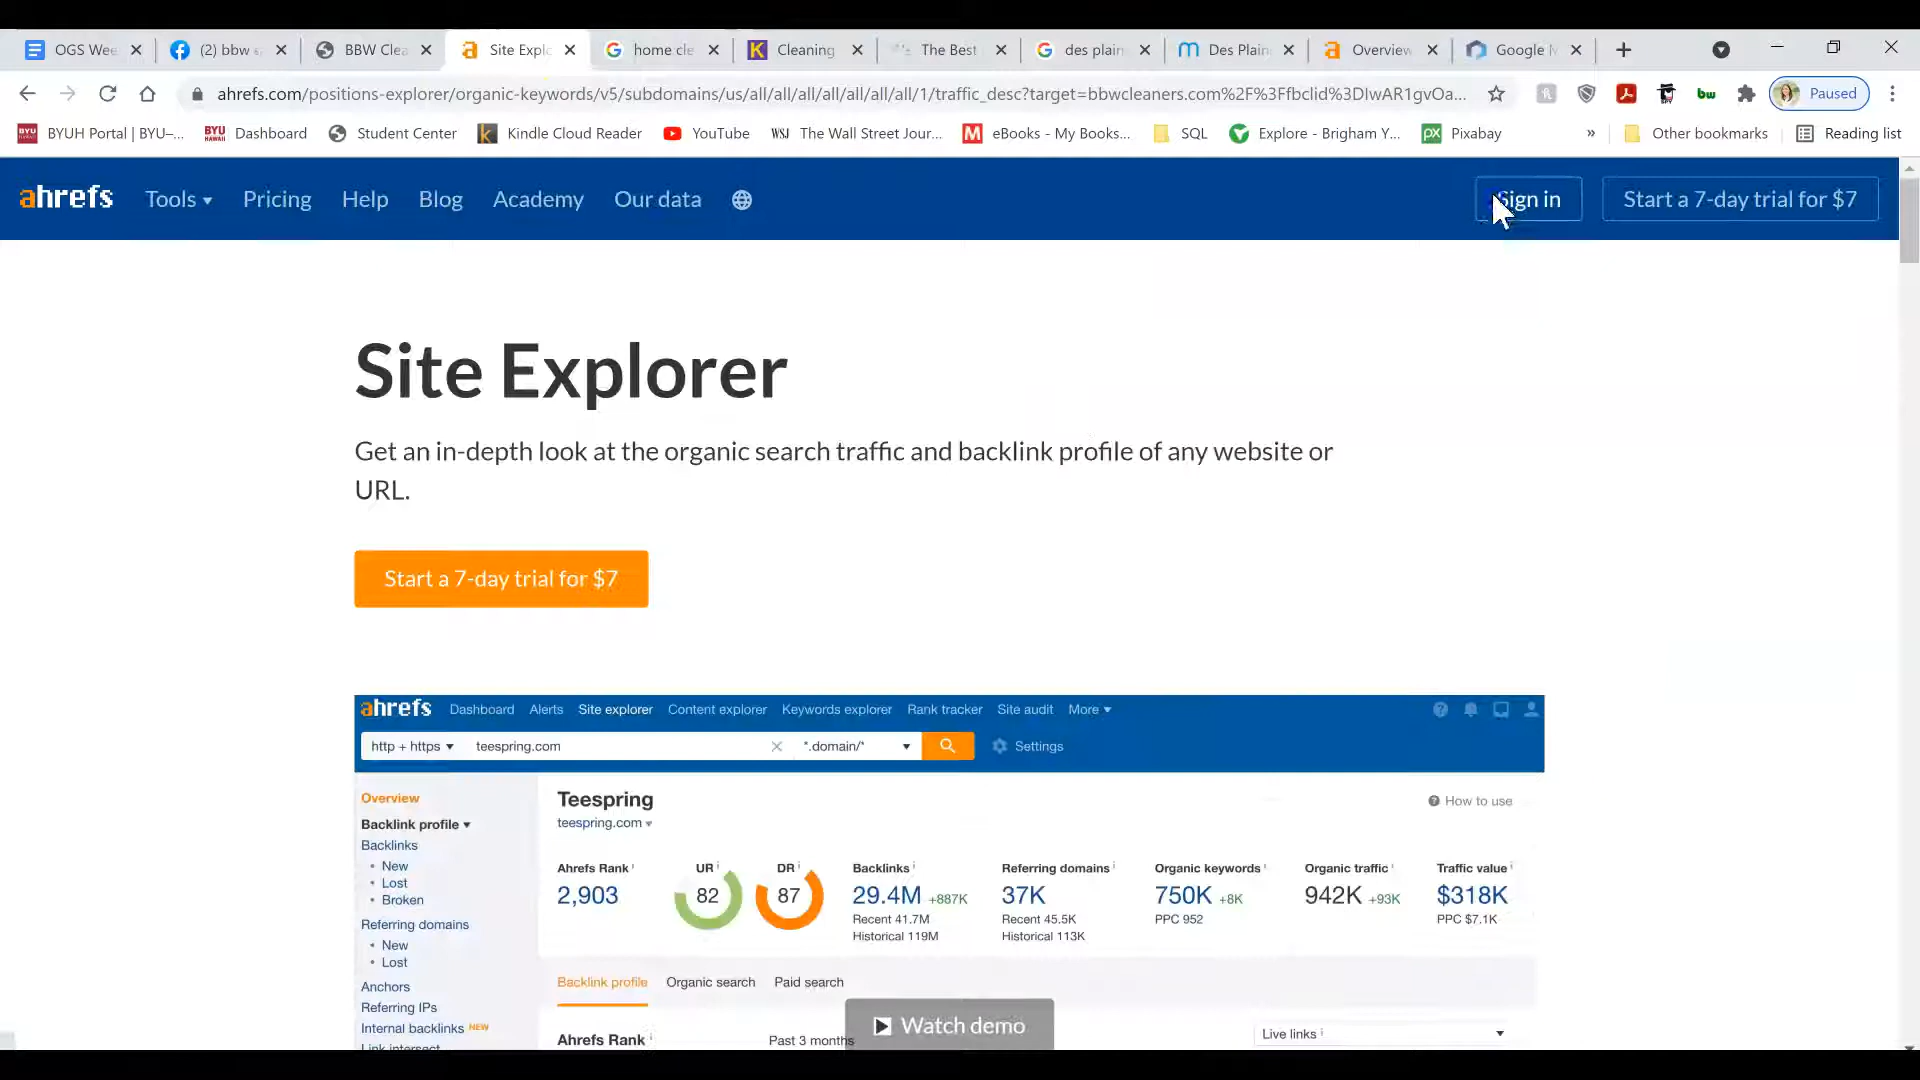 OGS Wee
(2) bbw s
BBW Clea
Site Explo
home cle
Cleaning
The Best
des plain
Des Plain
Overview
Google M
ahrefs.com/positions-explorer/organic-keywords/v5/subdomains/us/all/all/all/all/all/all/all/1/traffic_desc?target=bbwcleaners.com%2F%3Ffbclid%3DIwAR1gvOa...
Paused
BYUH Portal | BYU–...
Dashboard
Student Center
Kindle Cloud Reader
YouTube
WSJ The Wall Street Jour...
eBooks - My Books...
SQL
Explore - Brigham Y...
px Pixabay
»
Other bookmarks
Reading list
ahrefs
Tools
Pricing
Help
Blog
Academy
Our data
Sign in
Start a 7-day trial for $7
Site Explorer
Get an in-depth look at the organic search traffic and backlink profile of any website or
URL.
Start a 7-day trial for $7
ahrefs Dashboard Alerts Site explorer Content explorer Keywords explorer Rank tracker Site audit More
http + https teespring.com *.domain/* Settings
Overview
Backlink profile
Backlinks
• New
• Lost
• Broken
Referring domains
• New
• Lost
Anchors
Referring IPs
Internal backlinks NEW
Link intersect
Teespring
How to use
teespring.com
Ahrefs Rank UR DR Backlinks Referring domains Organic keywords Organic traffic Traffic value
2,903 82 87 29.4M +887K 37K 750K +8K 942K +93K $318K
Recent 41.7M Recent 45.5K PPC 952 PPC $7.1K
Historical 119M Historical 113K
Backlink profile Organic search Paid search
Watch demo
Ahrefs Rank Past 3 months Live links